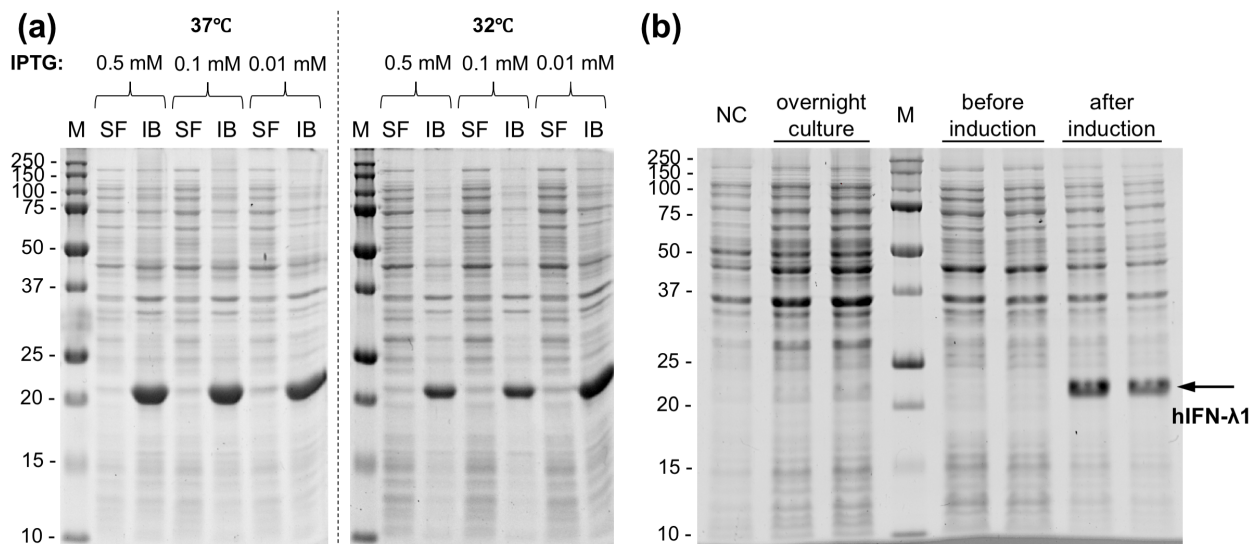 (a)
37℃
32℃
IPTG:
0.5 mM 0.1 mM 0.01 mM
0.5 mM 0.1 mM 0.01 mM
M SF IB SF IB SF IB
M SF IB SF IB SF IB
250 -
150 -
100 -
75 -
50 -
37 -
25 -
20 -
15 -
10 -
(b)
NC
overnight
culture
M
before
induction
after
induction
250 -
150 -
100 -
75 -
50 -
37 -
25 -
20 -
15 -
10 -
hIFN-λ1